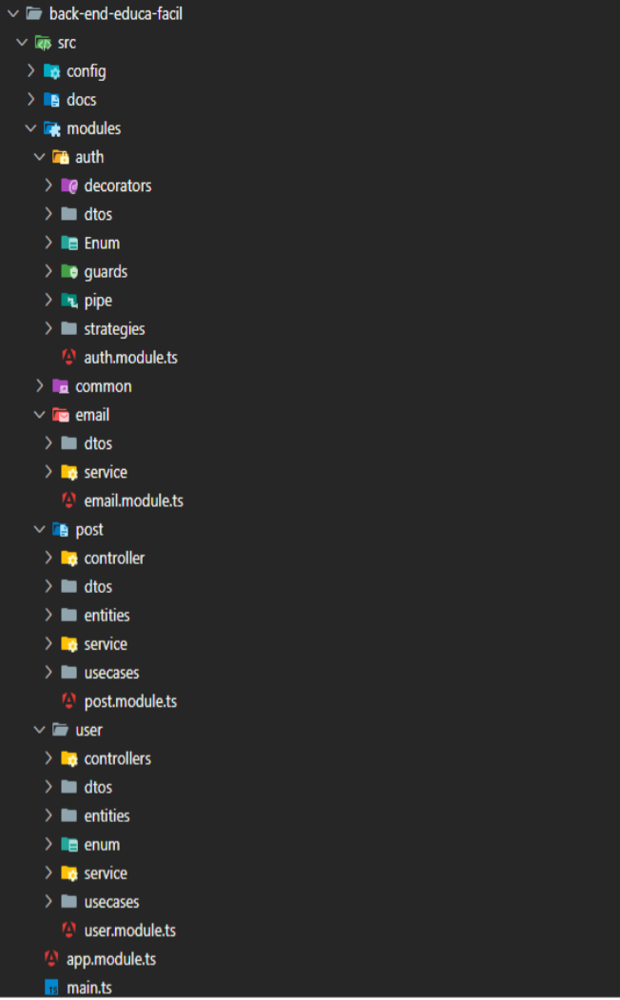 back-end-educa-facil
src
config
docs
modules
auth
decorators
dtos
Enum
guards
pipe
strategies
auth.module.ts
common
email
dtos
service
email.module.ts
post
controller
dtos
entities
service
usecases
post.module.ts
user
controllers
dtos
entities
enum
service
usecases
user.module.ts
app.module.ts
main.ts